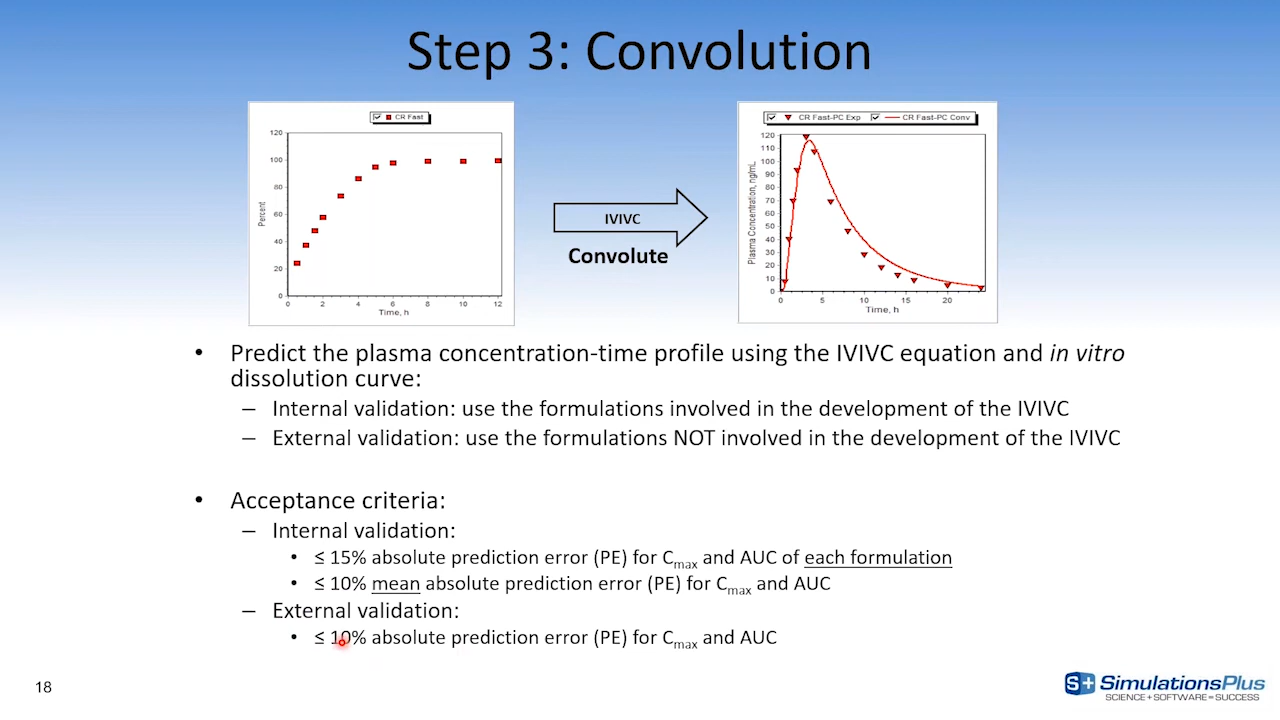 Step 3: Convolution
CR Fast
120
100
80
60
40
20
0
Percent
0 2 4 6 8 10 12
Time, h
IVIVC
Convolute
CR Fast-PC Exp CR Fast-PC Conv
120
110
100
90
80
70
60
50
40
30
20
10
0
Plasma Concentration, ng/mL
0 5 10 15 20
Time, h
• Predict the plasma concentration-time profile using the IVIVC equation and in vitro
dissolution curve:
– Internal validation: use the formulations involved in the development of the IVIVC
– External validation: use the formulations NOT involved in the development of the IVIVC
• Acceptance criteria:
– Internal validation:
• ≤ 15% absolute prediction error (PE) for Cmax and AUC of each formulation
• ≤ 10% mean absolute prediction error (PE) for Cmax and AUC
– External validation:
• ≤ 10% absolute prediction error (PE) for Cmax and AUC
18
S+ SimulationsPlus
SCIENCE + SOFTWARE = SUCCESS